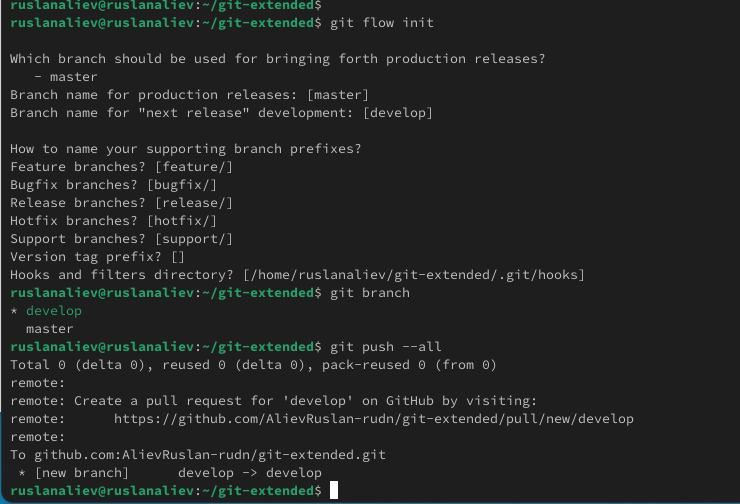 ruslanaliev@ruslanaliev:~/git-extended$
ruslanaliev@ruslanaliev:~/git-extended$ git flow init

Which branch should be used for bringing forth production releases?
   - master
Branch name for production releases: [master]
Branch name for "next release" development: [develop]

How to name your supporting branch prefixes?
Feature branches? [feature/]
Bugfix branches? [bugfix/]
Release branches? [release/]
Hotfix branches? [hotfix/]
Support branches? [support/]
Version tag prefix? []
Hooks and filters directory? [/home/ruslanaliev/git-extended/.git/hooks]
ruslanaliev@ruslanaliev:~/git-extended$ git branch
* develop
  master
ruslanaliev@ruslanaliev:~/git-extended$ git push --all
Total 0 (delta 0), reused 0 (delta 0), pack-reused 0 (from 0)
remote:
remote: Create a pull request for 'develop' on GitHub by visiting:
remote:      https://github.com/AlievRuslan-rudn/git-extended/pull/new/develop
remote:
To github.com:AlievRuslan-rudn/git-extended.git
 * [new branch]      develop -> develop
ruslanaliev@ruslanaliev:~/git-extended$